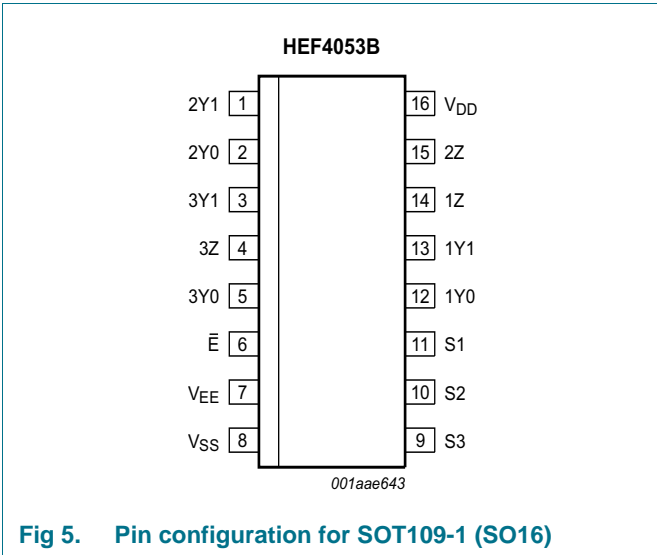 HEF4053B
2Y1 1 16 VDD
2Y0 2 15 2Z
3Y1 3 14 1Z
3Z 4 13 1Y1
3Y0 5 12 1Y0
E̅ 6 11 S1
VEE 7 10 S2
VSS 8 9 S3
001aae643
Fig 5. Pin configuration for SOT109-1 (SO16)